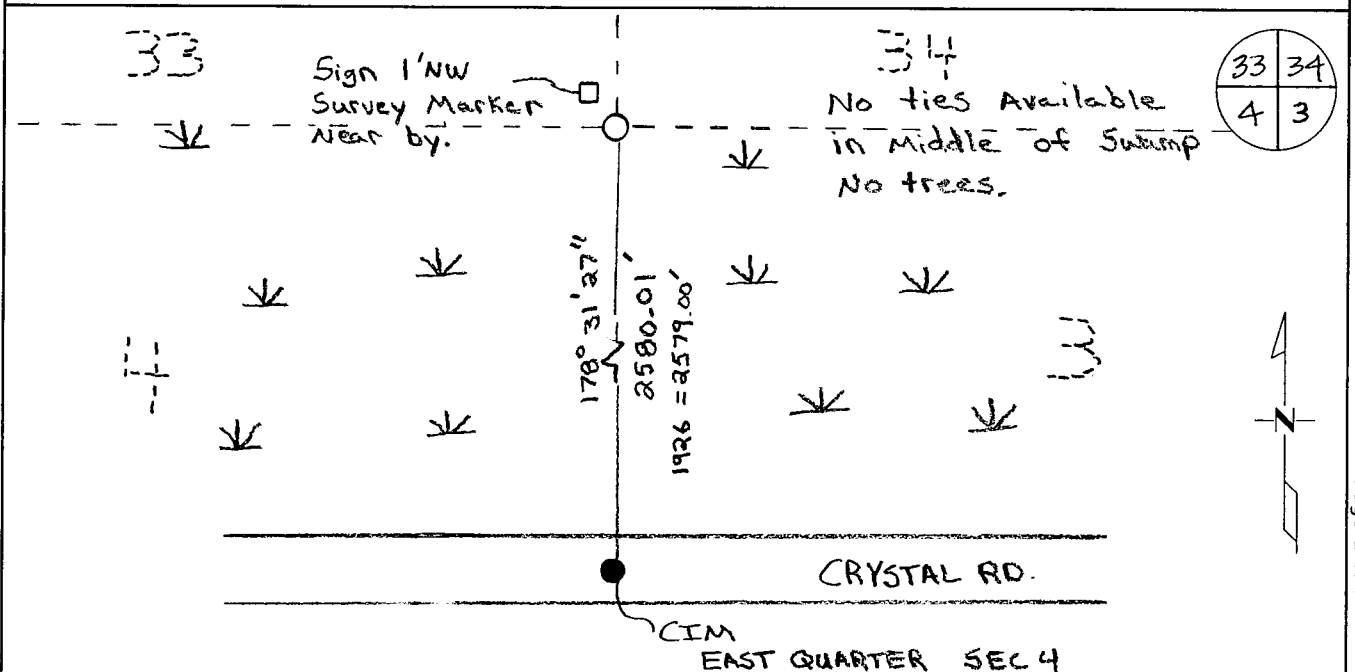 33
34
33 34
4 3
Sign 1'NW
Survey Marker
Near by.
No ties Available
in Middle of Swamp
No trees.
178° 31' 27"
2580.01'
1926 = 2579.00'
4
3
N
CRYSTAL RD.
CIM
EAST QUARTER SEC 4